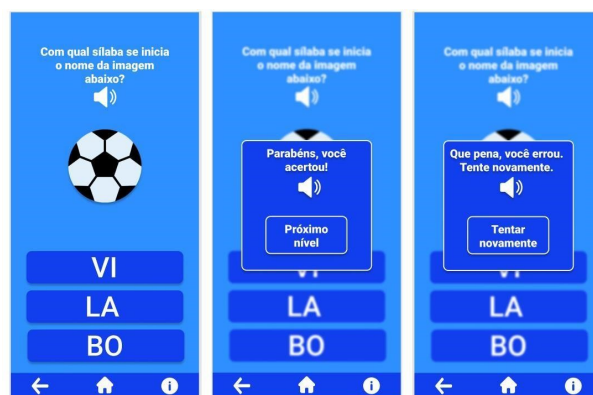 Com qual sílaba se inicia
o nome da imagem
abaixo?
VI
LA
BO
Com qual sílaba se inicia
o nome da imagem
abaixo?
Parabéns, você
acertou!
Próximo
nível
VI
LA
BO
Com qual sílaba se inicia
o nome da imagem
abaixo?
Que pena, você errou.
Tente novamente.
Tentar
novamente
VI
LA
BO